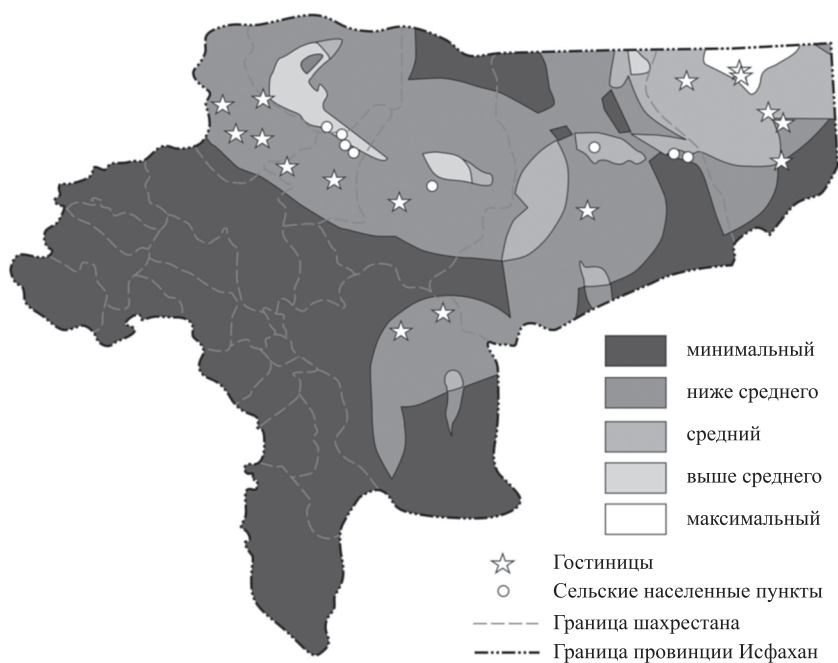 минимальный
ниже среднего
средний
выше среднего
максимальный
Гостиницы
Сельские населенные пункты
Граница шахрестана
Граница провинции Исфахан